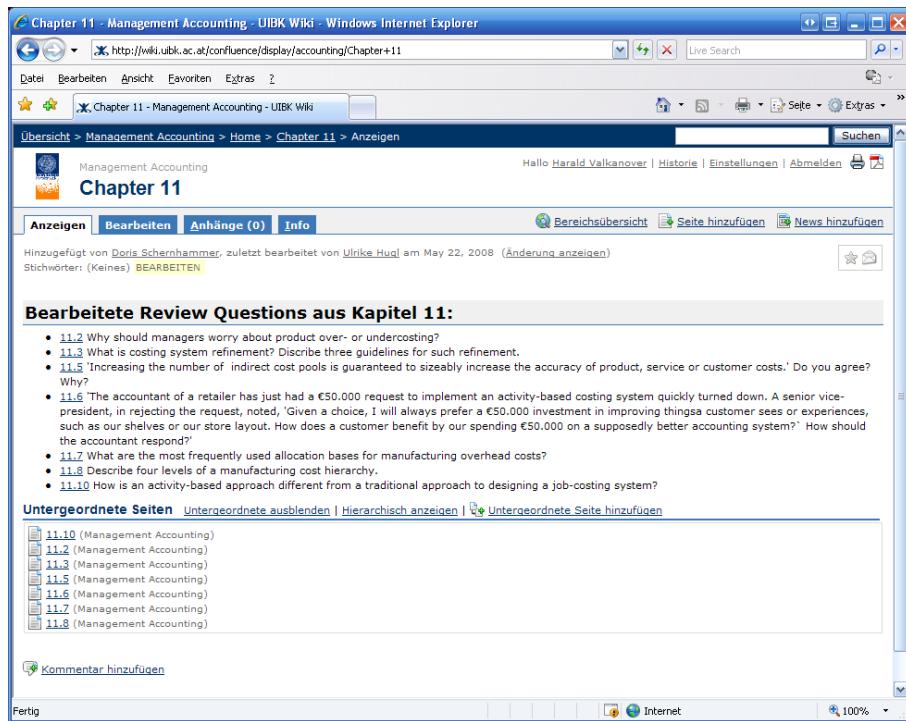 Chapter 11 - Management Accounting - UIBK Wiki - Windows Internet Explorer
http://wiki.uibk.ac.at/confluence/display/accounting/Chapter+11
Live Search
Datei Bearbeiten Ansicht Favoriten Extras ?
Chapter 11 - Management Accounting - UIBK Wiki
Seite Extras »
Übersicht > Management Accounting > Home > Chapter 11 > Anzeigen
Suchen
Management Accounting
Hallo Harald Valkanover | Historie | Einstellungen | Abmelden
Chapter 11
Anzeigen Bearbeiten Anhänge (0) Info
Bereichsübersicht Seite hinzufügen News hinzufügen
Hinzugefügt von Doris Schernhammer, zuletzt bearbeitet von Ulrike Hugl am May 22, 2008 (Änderung anzeigen)
Stichwörter: (Keines) BEARBEITEN
Bearbeitete Review Questions aus Kapitel 11:
• 11.2 Why should managers worry about product over- or undercosting?
• 11.3 What is costing system refinement? Discribe three guidelines for such refinement.
• 11.5 'Increasing the number of indirect cost pools is guaranteed to sizeably increase the accuracy of product, service or customer costs.' Do you agree?
Why?
• 11.6 'The accountant of a retailer has just had a €50.000 request to implement an activity-based costing system quickly turned down. A senior vice-
president, in rejecting the request, noted, 'Given a choice, I will always prefer a €50.000 investment in improving thingsa customer sees or experiences,
such as our shelves or our store layout. How does a customer benefit by our spending €50.000 on a supposedly better accounting system?` How should
the accountant respond?'
• 11.7 What are the most frequently used allocation bases for manufacturing overhead costs?
• 11.8 Describe four levels of a manufacturing cost hierarchy.
• 11.10 How is an activity-based approach different from a traditional approach to designing a job-costing system?
Untergeordnete Seiten Untergeordnete ausblenden | Hierarchisch anzeigen | Untergeordnete Seite hinzufügen
11.10 (Management Accounting)
11.2 (Management Accounting)
11.3 (Management Accounting)
11.5 (Management Accounting)
11.6 (Management Accounting)
11.7 (Management Accounting)
11.8 (Management Accounting)
Kommentar hinzufügen
Fertig
Internet
100%